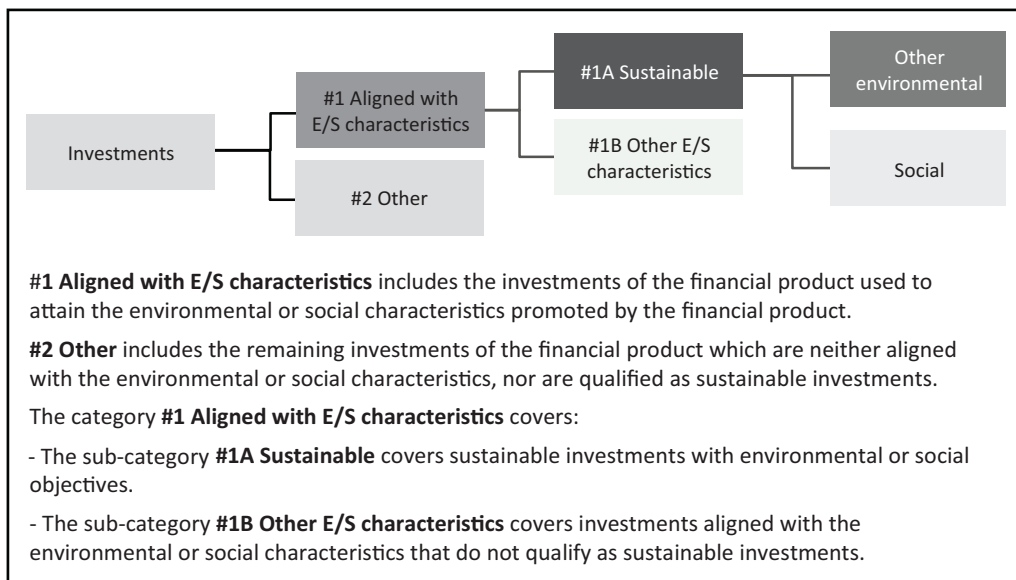 Investments
#1 Aligned with
E/S characteristics
#2 Other
#1A Sustainable
#1B Other E/S
characteristics
Other
environmental
Social
#1 Aligned with E/S characteristics includes the investments of the financial product used to
attain the environmental or social characteristics promoted by the financial product.
#2 Other includes the remaining investments of the financial product which are neither aligned
with the environmental or social characteristics, nor are qualified as sustainable investments.
The category #1 Aligned with E/S characteristics covers:
- The sub-category #1A Sustainable covers sustainable investments with environmental or social
objectives.
- The sub-category #1B Other E/S characteristics covers investments aligned with the
environmental or social characteristics that do not qualify as sustainable investments.